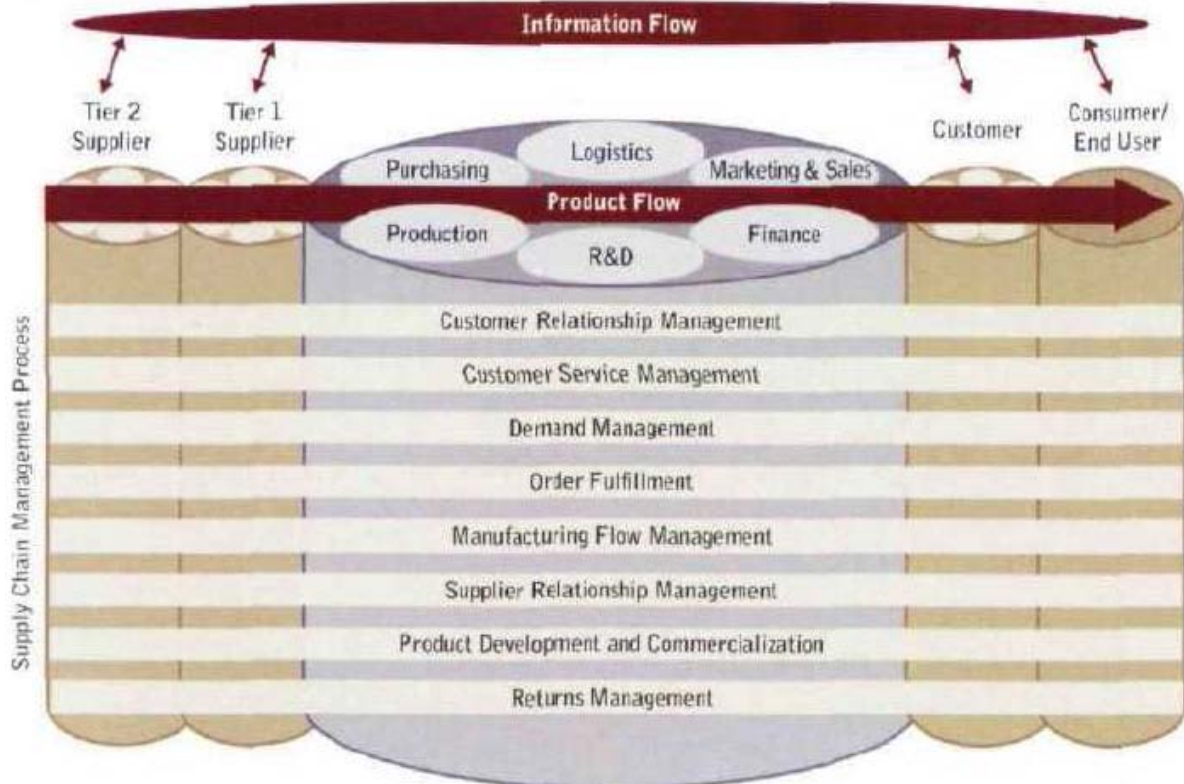 Information Flow
Tier 2
Supplier
Tier 1
Supplier
Customer
Consumer/
End User
Purchasing
Logistics
Marketing & Sales
Product Flow
Production
R&D
Finance
Supply Chain Management Process
Customer Relationship Management
Customer Service Management
Demand Management
Order Fulfillment
Manufacturing Flow Management
Supplier Relationship Management
Product Development and Commercialization
Returns Management